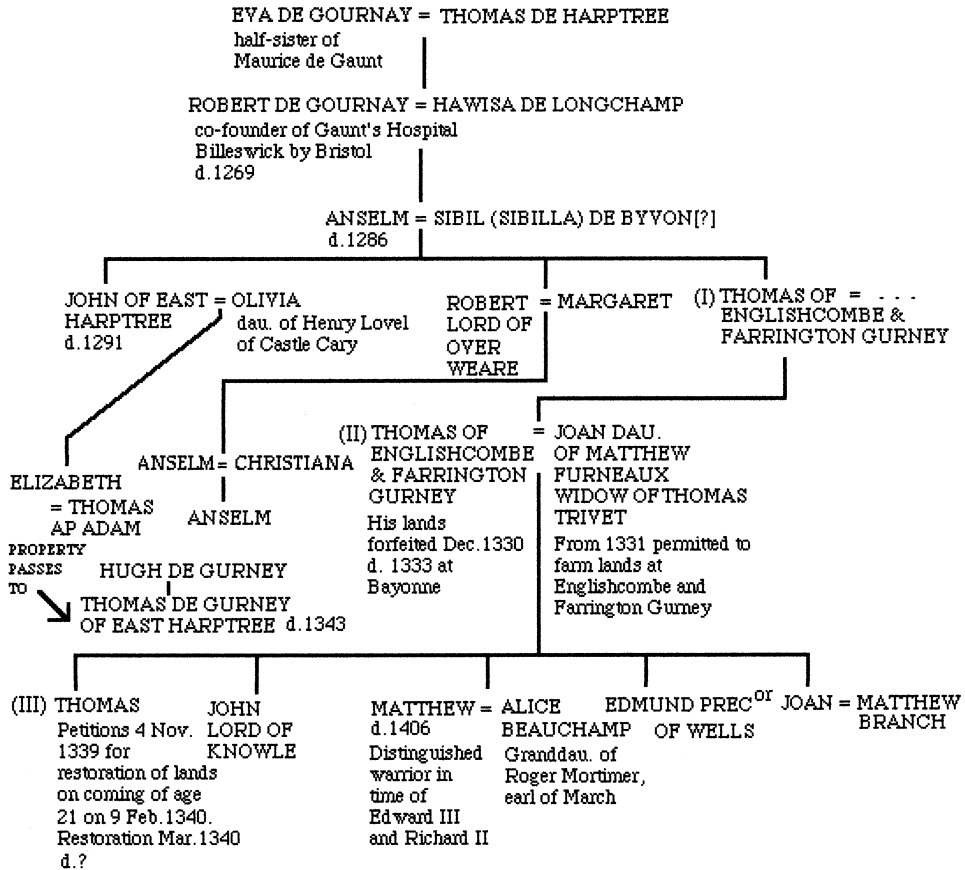 EVA DE GOURNAY = THOMAS DE HARPTREE
half-sister of
Maurice de Gaunt
ROBERT DE GOURNAY = HAWISA DE LONGCHAMP
co-founder of Gaunt's Hospital
Billeswick by Bristol
d.1269
ANSELM = SIBIL (SIBILLA) DE BYVON[?]
d.1286
JOHN OF EAST = OLIVIA
HARPTREE
d.1291
dau. of Henry Lovel
of Castle Cary
ROBERT = MARGARET
LORD OF
OVER
WEARE
(I) THOMAS OF = . . .
ENGLISHCOMBE &
FARRINGTON GURNEY
ELIZABETH
= THOMAS
AP ADAM
PROPERTY
PASSES
TO
ANSELM = CHRISTIANA
ANSELM
HUGH DE GURNEY
THOMAS DE GURNEY
OF EAST HARPTREE d.1343
(II) THOMAS OF =
ENGLISHCOMBE
& FARRINGTON
GURNEY
His lands
forfeited Dec.1330
d. 1333 at
Bayonne
JOAN DAU.
OF MATTHEW
FURNEAUX
WIDOW OF THOMAS
TRIVET
From 1331 permitted to
farm lands at
Englishcombe and
Farrington Gurney
(III) THOMAS
Petitions 4 Nov.
1339 for
restoration of lands
on coming of age
21 on 9 Feb.1340.
Restoration Mar.1340
d.?
JOHN
LORD OF
KNOWLE
MATTHEW =
d.1406
Distinguished
warrior in
time of
Edward III
and Richard II
ALICE
BEAUCHAMP
Granddau. of
Roger Mortimer,
earl of March
EDMUND PRECor
OF WELLS
JOAN = MATTHEW
BRANCH